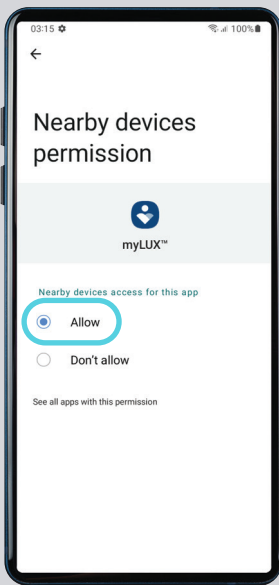 03:15 100%
Nearby devices
permission
myLUX™
Nearby devices access for this app
Allow
Don't allow
See all apps with this permission